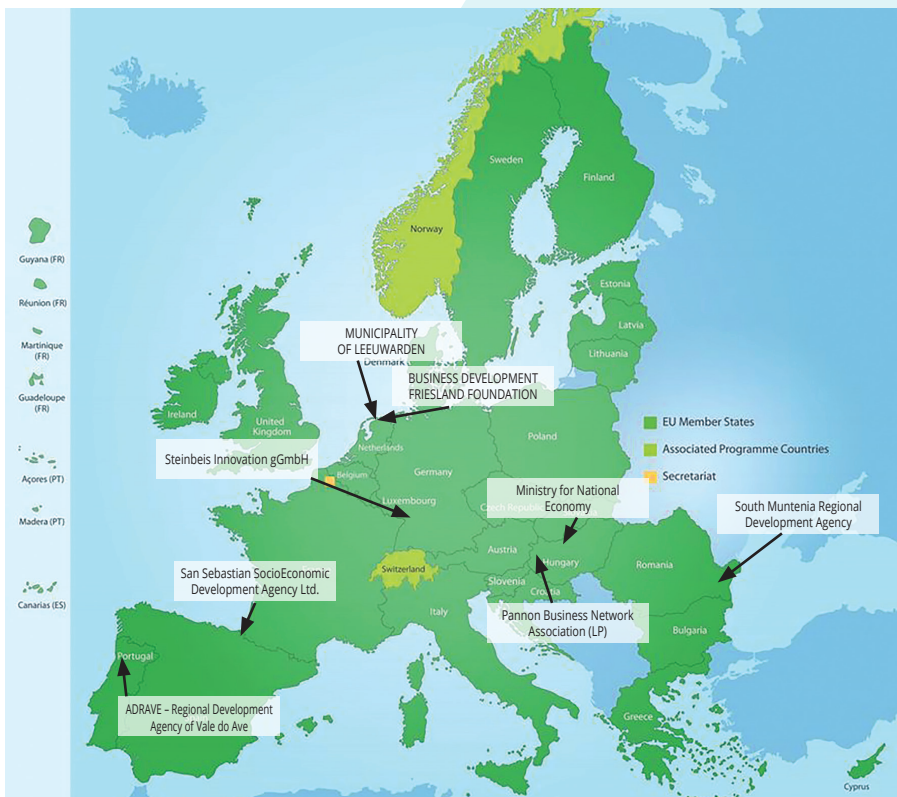 Sweden
Finland
Norway
Guyana (FR)
Réunion (FR)
Martinique
(FR)
Guadeloupe
(FR)
Açores (PT)
Madera (PT)
Canarias (ES)
Estonia
Latvia
Lithuania
MUNICIPALITY
OF LEEUWARDEN
Denmark
BUSINESS DEVELOPMENT
FRIESLAND FOUNDATION
Ireland
United
Kingdom
Netherlands
Poland
EU Member States
Associated Programme Countries
Secretariat
Steinbeis Innovation gGmbH
Belgium
Germany
Luxembourg
Czech Republic
Ministry for National
Economy
South Muntenia Regional
Development Agency
Austria
Hungary
Romania
Switzerland
Slovenia
Croatia
San Sebastian SocioEconomic
Development Agency Ltd.
Italy
Pannon Business Network
Association (LP)
Bulgaria
Portugal
ADRAVE – Regional Development
Agency of Vale do Ave
Greece
Cyprus